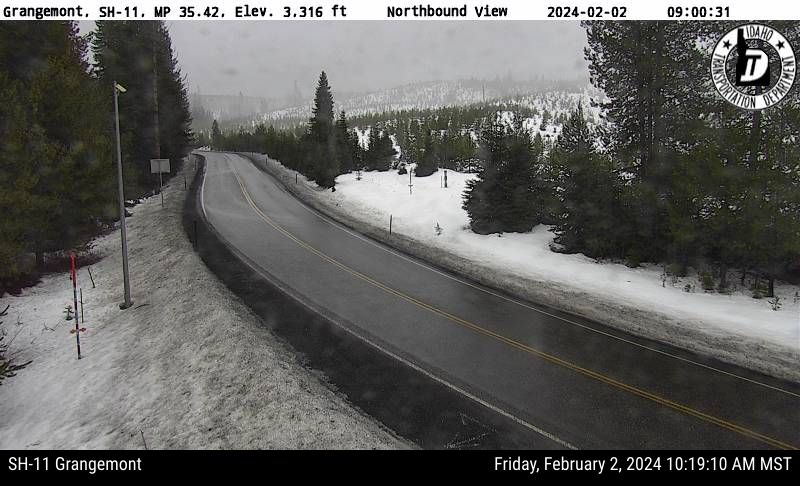 Grangemont, SH-11, MP 35.42, Elev. 3,316 ft Northbound View 2024-02-02 09:00:31
IDAHO
TRANSPORTATION DEPARTMENT
SH-11 Grangemont Friday, February 2, 2024 10:19:10 AM MST